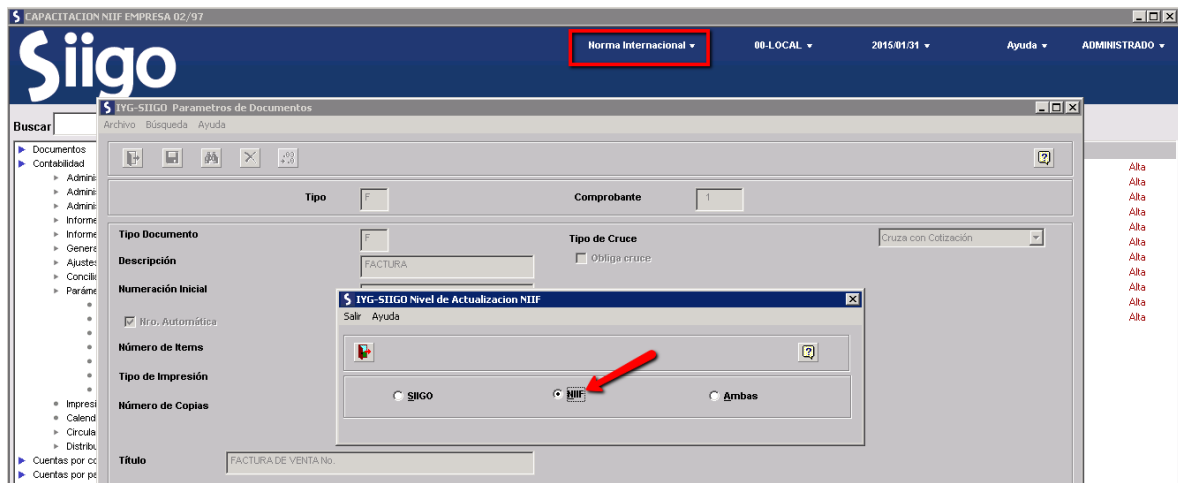 CAPACITACION NIIF EMPRESA 02/97
Siigo
Norma Internacional 00-LOCAL 2015/01/31 Ayuda ADMINISTRADO
IYG-SIIGO Parametros de Documentos
Buscar
Archivo Búsqueda Ayuda
Documentos
Contabilidad
Alta
Alta
Alta
Alta
Alta
Alta
Alta
Alta
Alta
Alta
Alta
Tipo F Comprobante 1
Tipo Documento F Tipo de Cruce Cruza con Cotización
Obliga cruce
Descripción FACTURA
Numeración Inicial
Nro. Automática
Número de Items
Tipo de Impresión
Número de Copias
Título FACTURA DE VENTA No.
IYG-SIIGO Nivel de Actualizacion NIIF
Salir Ayuda
SIIGO NIIF Ambas
Admini
Admini
Admini
Informe
Informe
Genera
Ajustes
Concilia
Paráme
Impresi
Calend
Circula
Distribu
Cuentas por co
Cuentas por pa